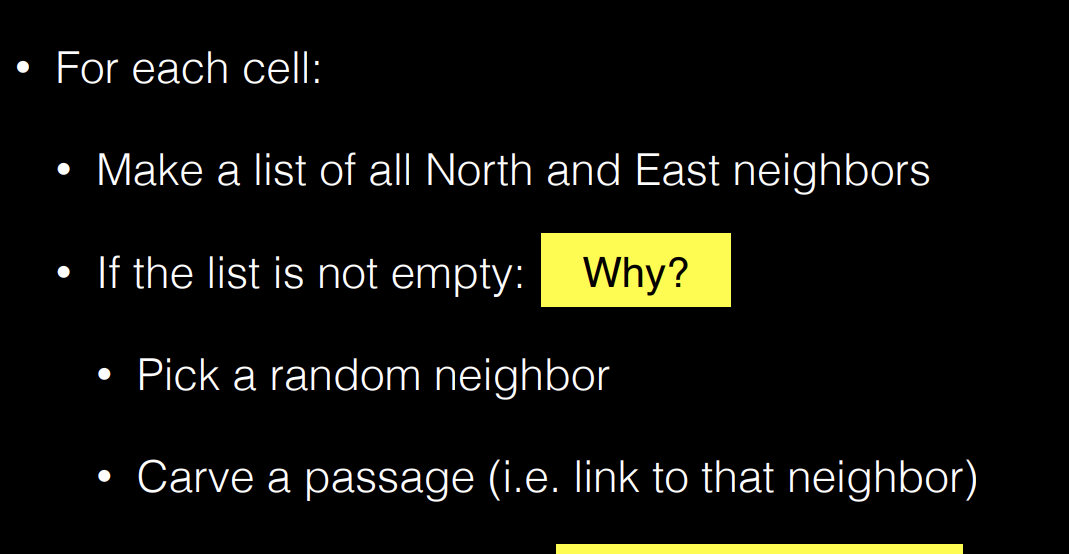 • For each cell:
• Make a list of all North and East neighbors
• If the list is not empty: Why?
• Pick a random neighbor
• Carve a passage (i.e. link to that neighbor)